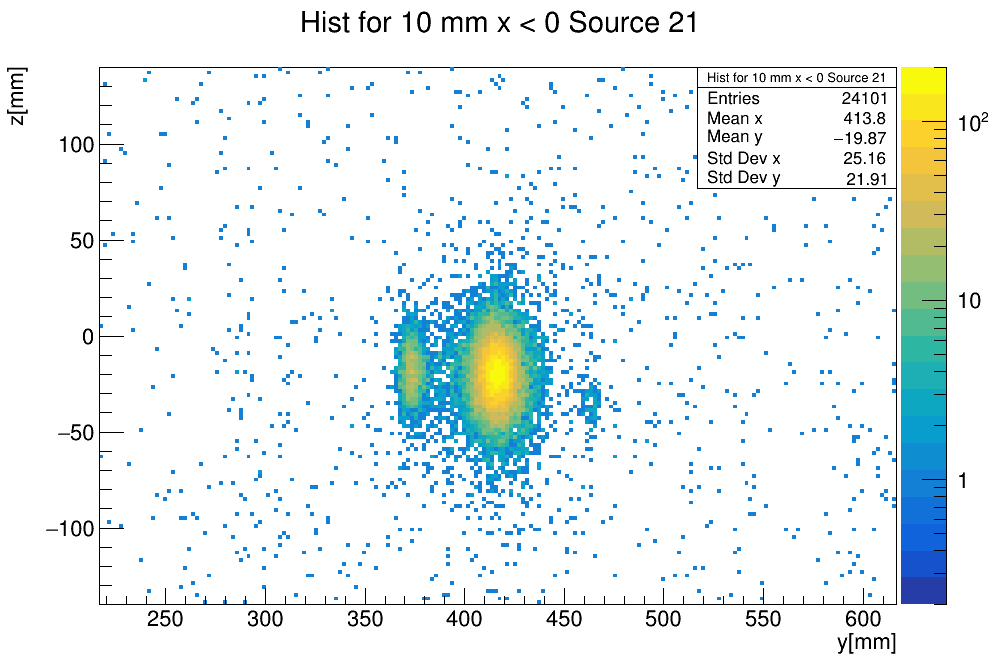 Hist for 10 mm x < 0 Source 21
z[mm]
Hist for 10 mm x < 0 Source 21
Entries 24101
Mean x 413.8
Mean y −19.87
Std Dev x 25.16
Std Dev y 21.91
100
50
0
−50
−100
10²
10
1
250 300 350 400 450 500 550 600
y[mm]